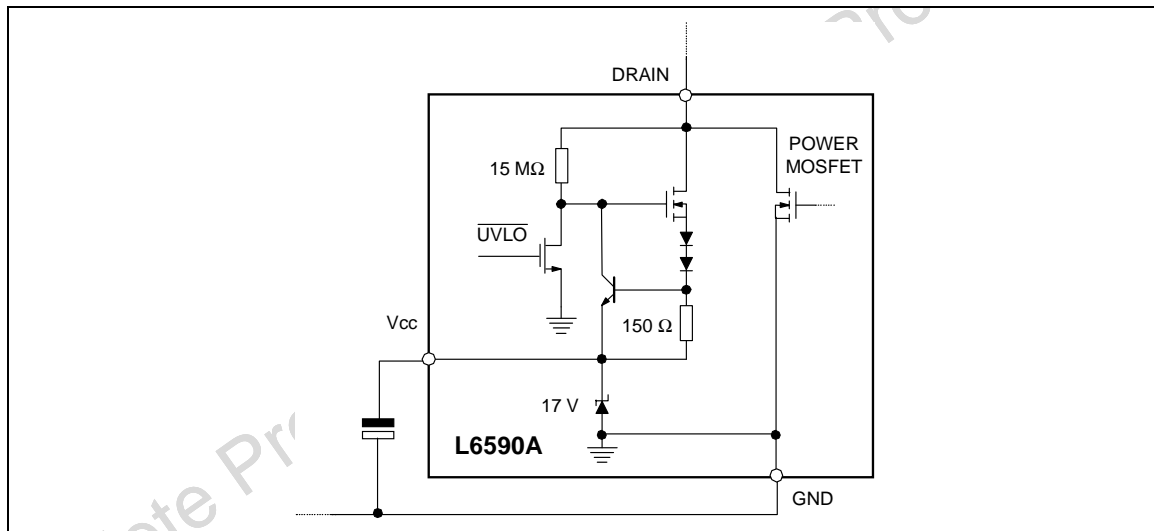 DRAIN
POWER
MOSFET
15 MΩ
UVLO
150 Ω
Vcc
17 V
L6590A
GND